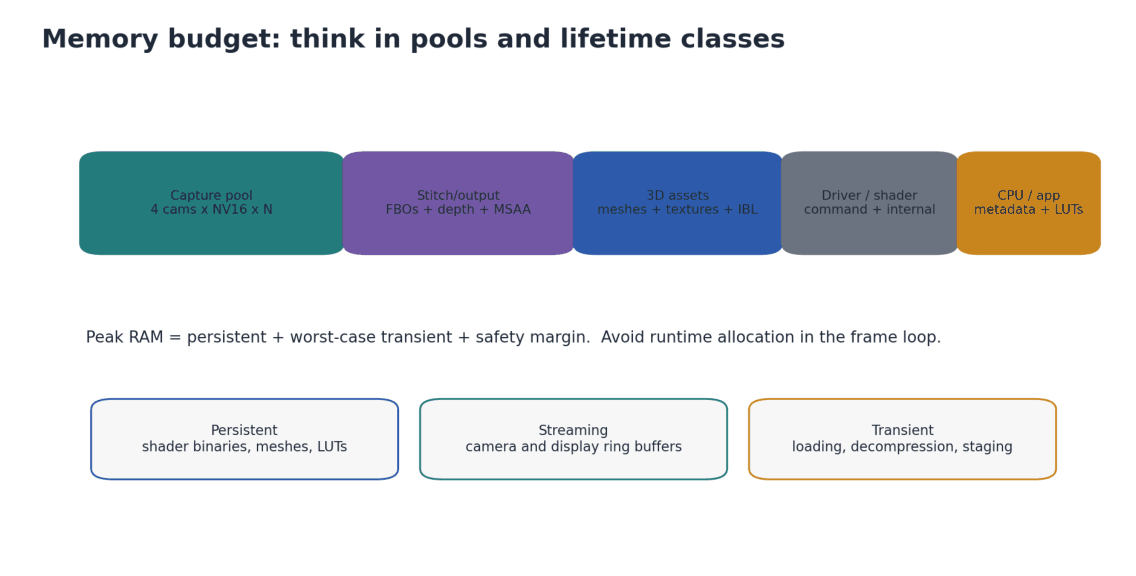 Memory budget: think in pools and lifetime classes
Capture pool
4 cams x NV16 x N
Stitch/output
FBOs + depth + MSAA
3D assets
meshes + textures + IBL
Driver / shader
command + internal
CPU / app
metadata + LUTs
Peak RAM = persistent + worst-case transient + safety margin.  Avoid runtime allocation in the frame loop.
Persistent
shader binaries, meshes, LUTs
Streaming
camera and display ring buffers
Transient
loading, decompression, staging